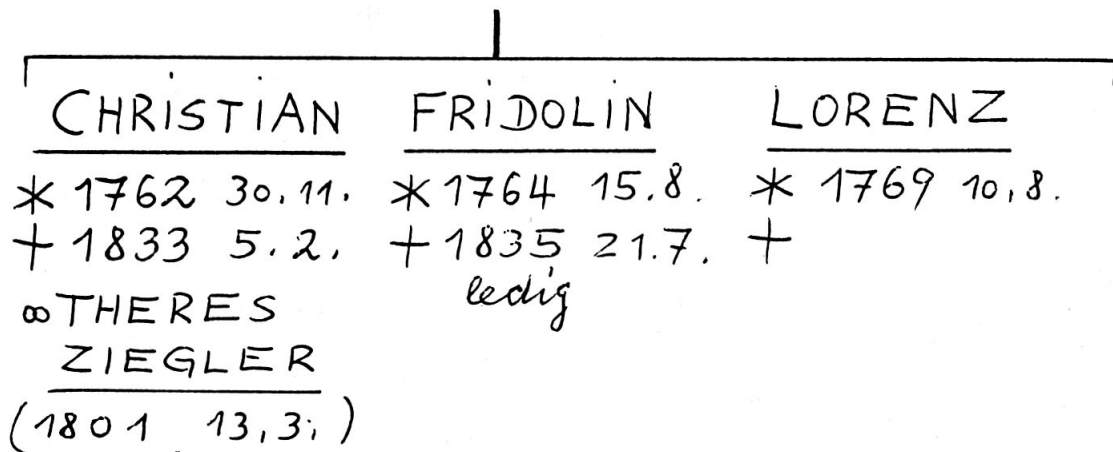 CHRISTIAN FRIDOLIN LORENZ
* 1762 30.11. * 1764 15.8. * 1769 10.8.
+ 1833 5.2. + 1835 21.7. +
ledig
∞ THERES
ZIEGLER
(1801 13.3.)